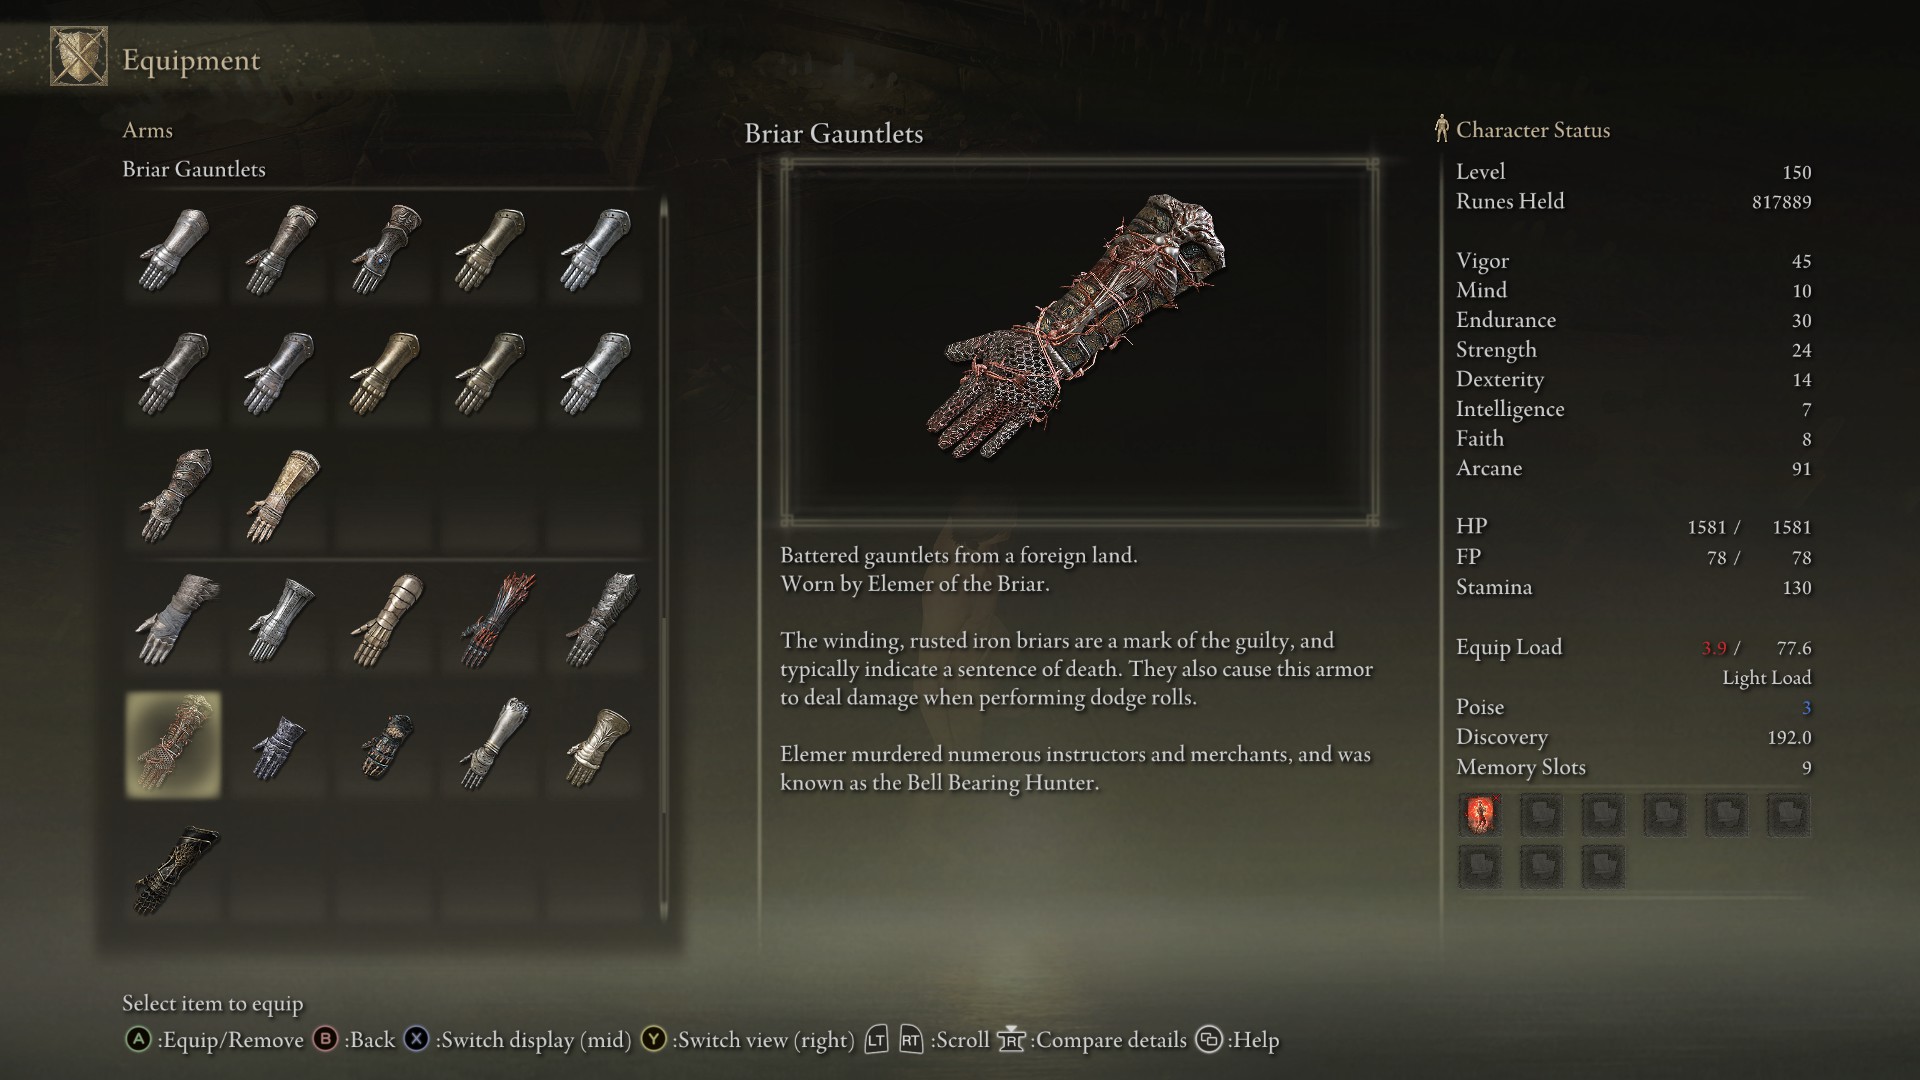 Equipment
Arms
Briar Gauntlets
Briar Gauntlets
Battered gauntlets from a foreign land.
Worn by Elemer of the Briar.
The winding, rusted iron briars are a mark of the guilty, and
typically indicate a sentence of death. They also cause this armor
to deal damage when performing dodge rolls.
Elemer murdered numerous instructors and merchants, and was
known as the Bell Bearing Hunter.
Character Status
Level 150
Runes Held 817889
Vigor 45
Mind 10
Endurance 30
Strength 24
Dexterity 14
Intelligence 7
Faith 8
Arcane 91
HP 1581 / 1581
FP 78 / 78
Stamina 130
Equip Load 3.9 / 77.6
Light Load
Poise 3
Discovery 192.0
Memory Slots 9
Select item to equip
A :Equip/Remove B :Back X :Switch display (mid) Y :Switch view (right) LT RT :Scroll R :Compare details :Help